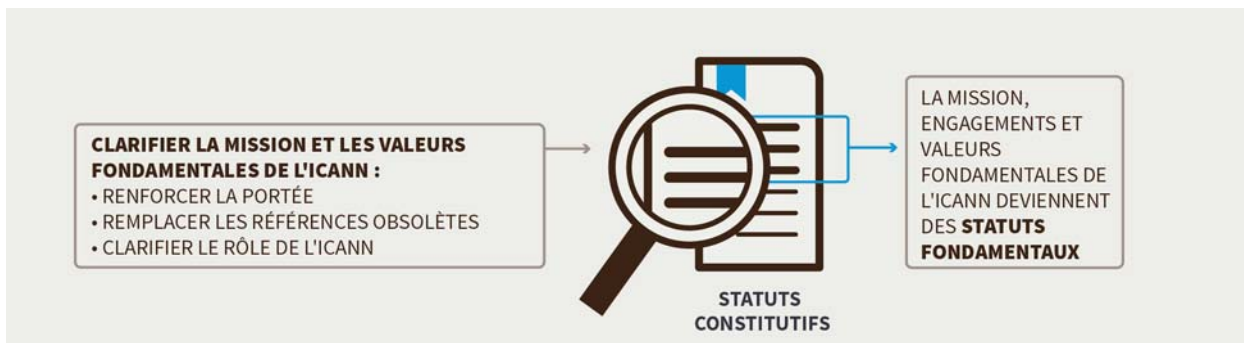 CLARIFIER LA MISSION ET LES VALEURS
FONDAMENTALES DE L'ICANN :
• RENFORCER LA PORTÉE
• REMPLACER LES RÉFÉRENCES OBSOLÈTES
• CLARIFIER LE RÔLE DE L'ICANN
STATUTS
CONSTITUTIFS
LA MISSION,
ENGAGEMENTS ET
VALEURS
FONDAMENTALES DE
L'ICANN DEVIENNENT
DES STATUTS
FONDAMENTAUX